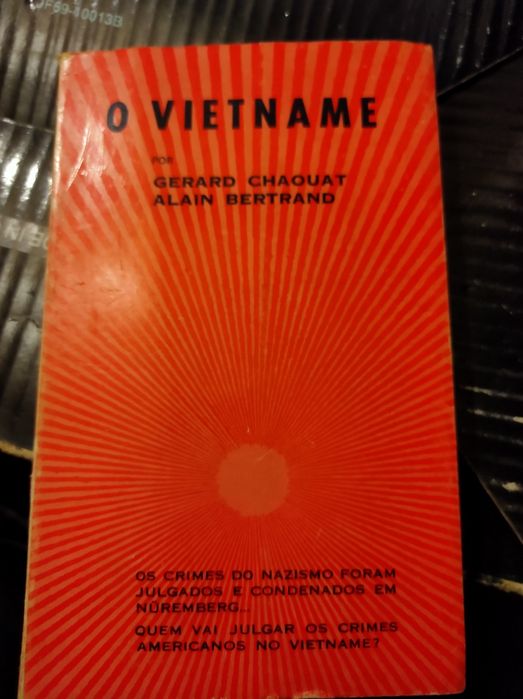 O VIETNAME
POR
GERARD CHAOUAT
ALAIN BERTRAND
OS CRIMES DO NAZISMO FORAM
JULGADOS E CONDENADOS EM
NÜREMBERG...
QUEM VAI JULGAR OS CRIMES
AMERICANOS NO VIETNAME?